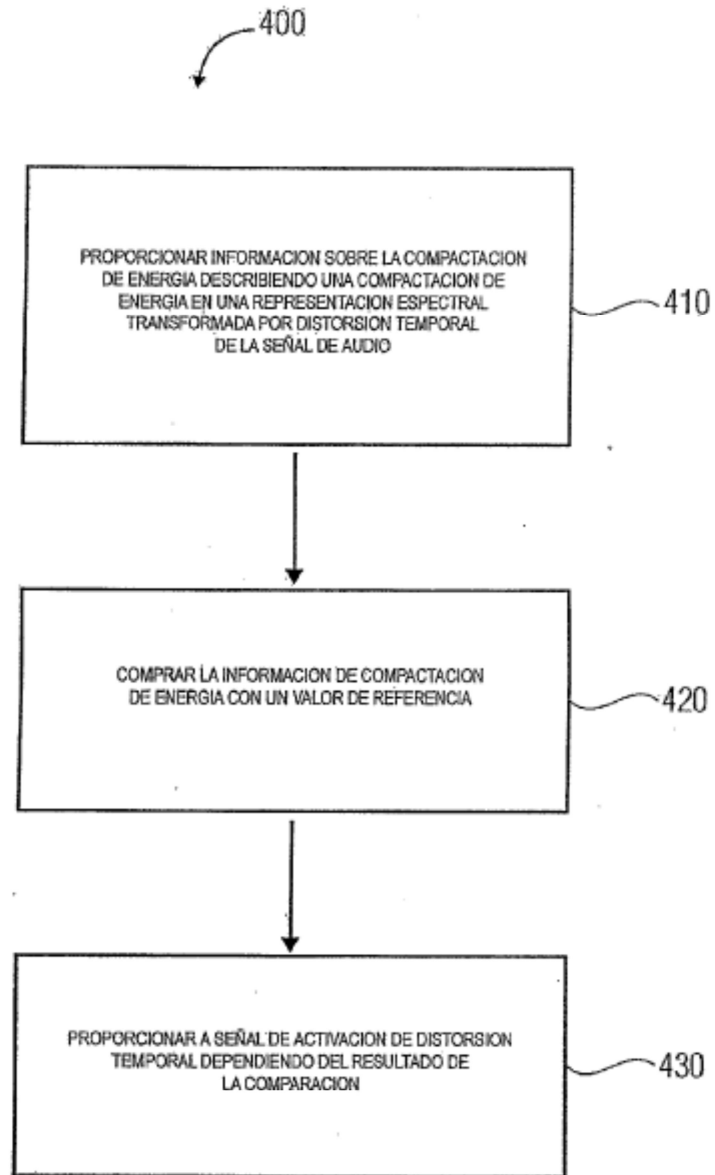 400
PROPORCIONAR INFORMACION SOBRE LA COMPACTACION
DE ENERGIA DESCRIBIENDO UNA COMPACTACION DE
ENERGIA EN UNA REPRESENTACION ESPECTRAL
TRANSFORMADA POR DISTORSION TEMPORAL
DE LA SEÑAL DE AUDIO
410
COMPRAR LA INFORMACION DE COMPACTACION
DE ENERGIA CON UN VALOR DE REFERENCIA
420
PROPORCIONAR A SEÑAL DE ACTIVACION DE DISTORSION
TEMPORAL DEPENDIENDO DEL RESULTADO DE
LA COMPARACION
430